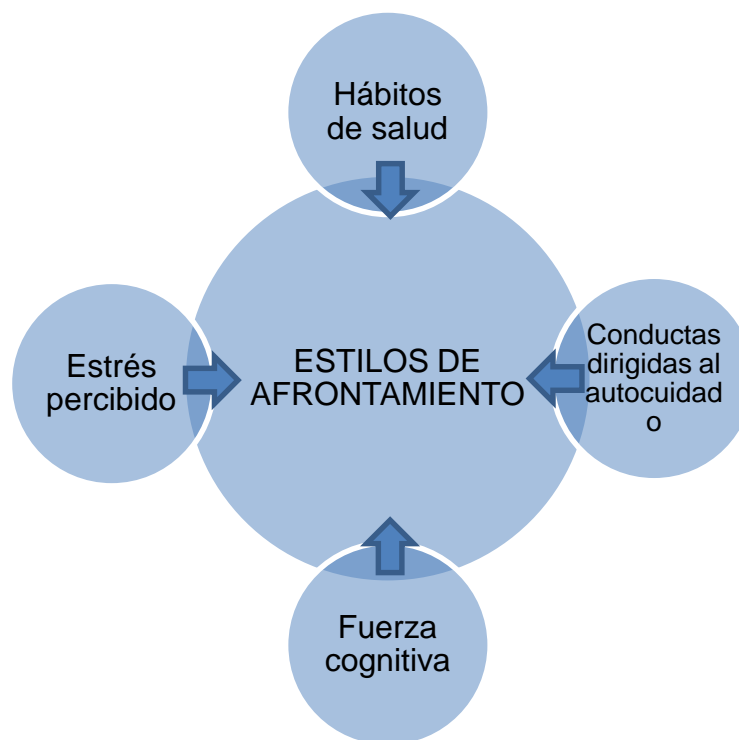 Hábitos
de salud
Estrés
percibido
ESTILOS DE
AFRONTAMIENTO
Conductas
dirigidas al
autocuidad
o
Fuerza
cognitiva